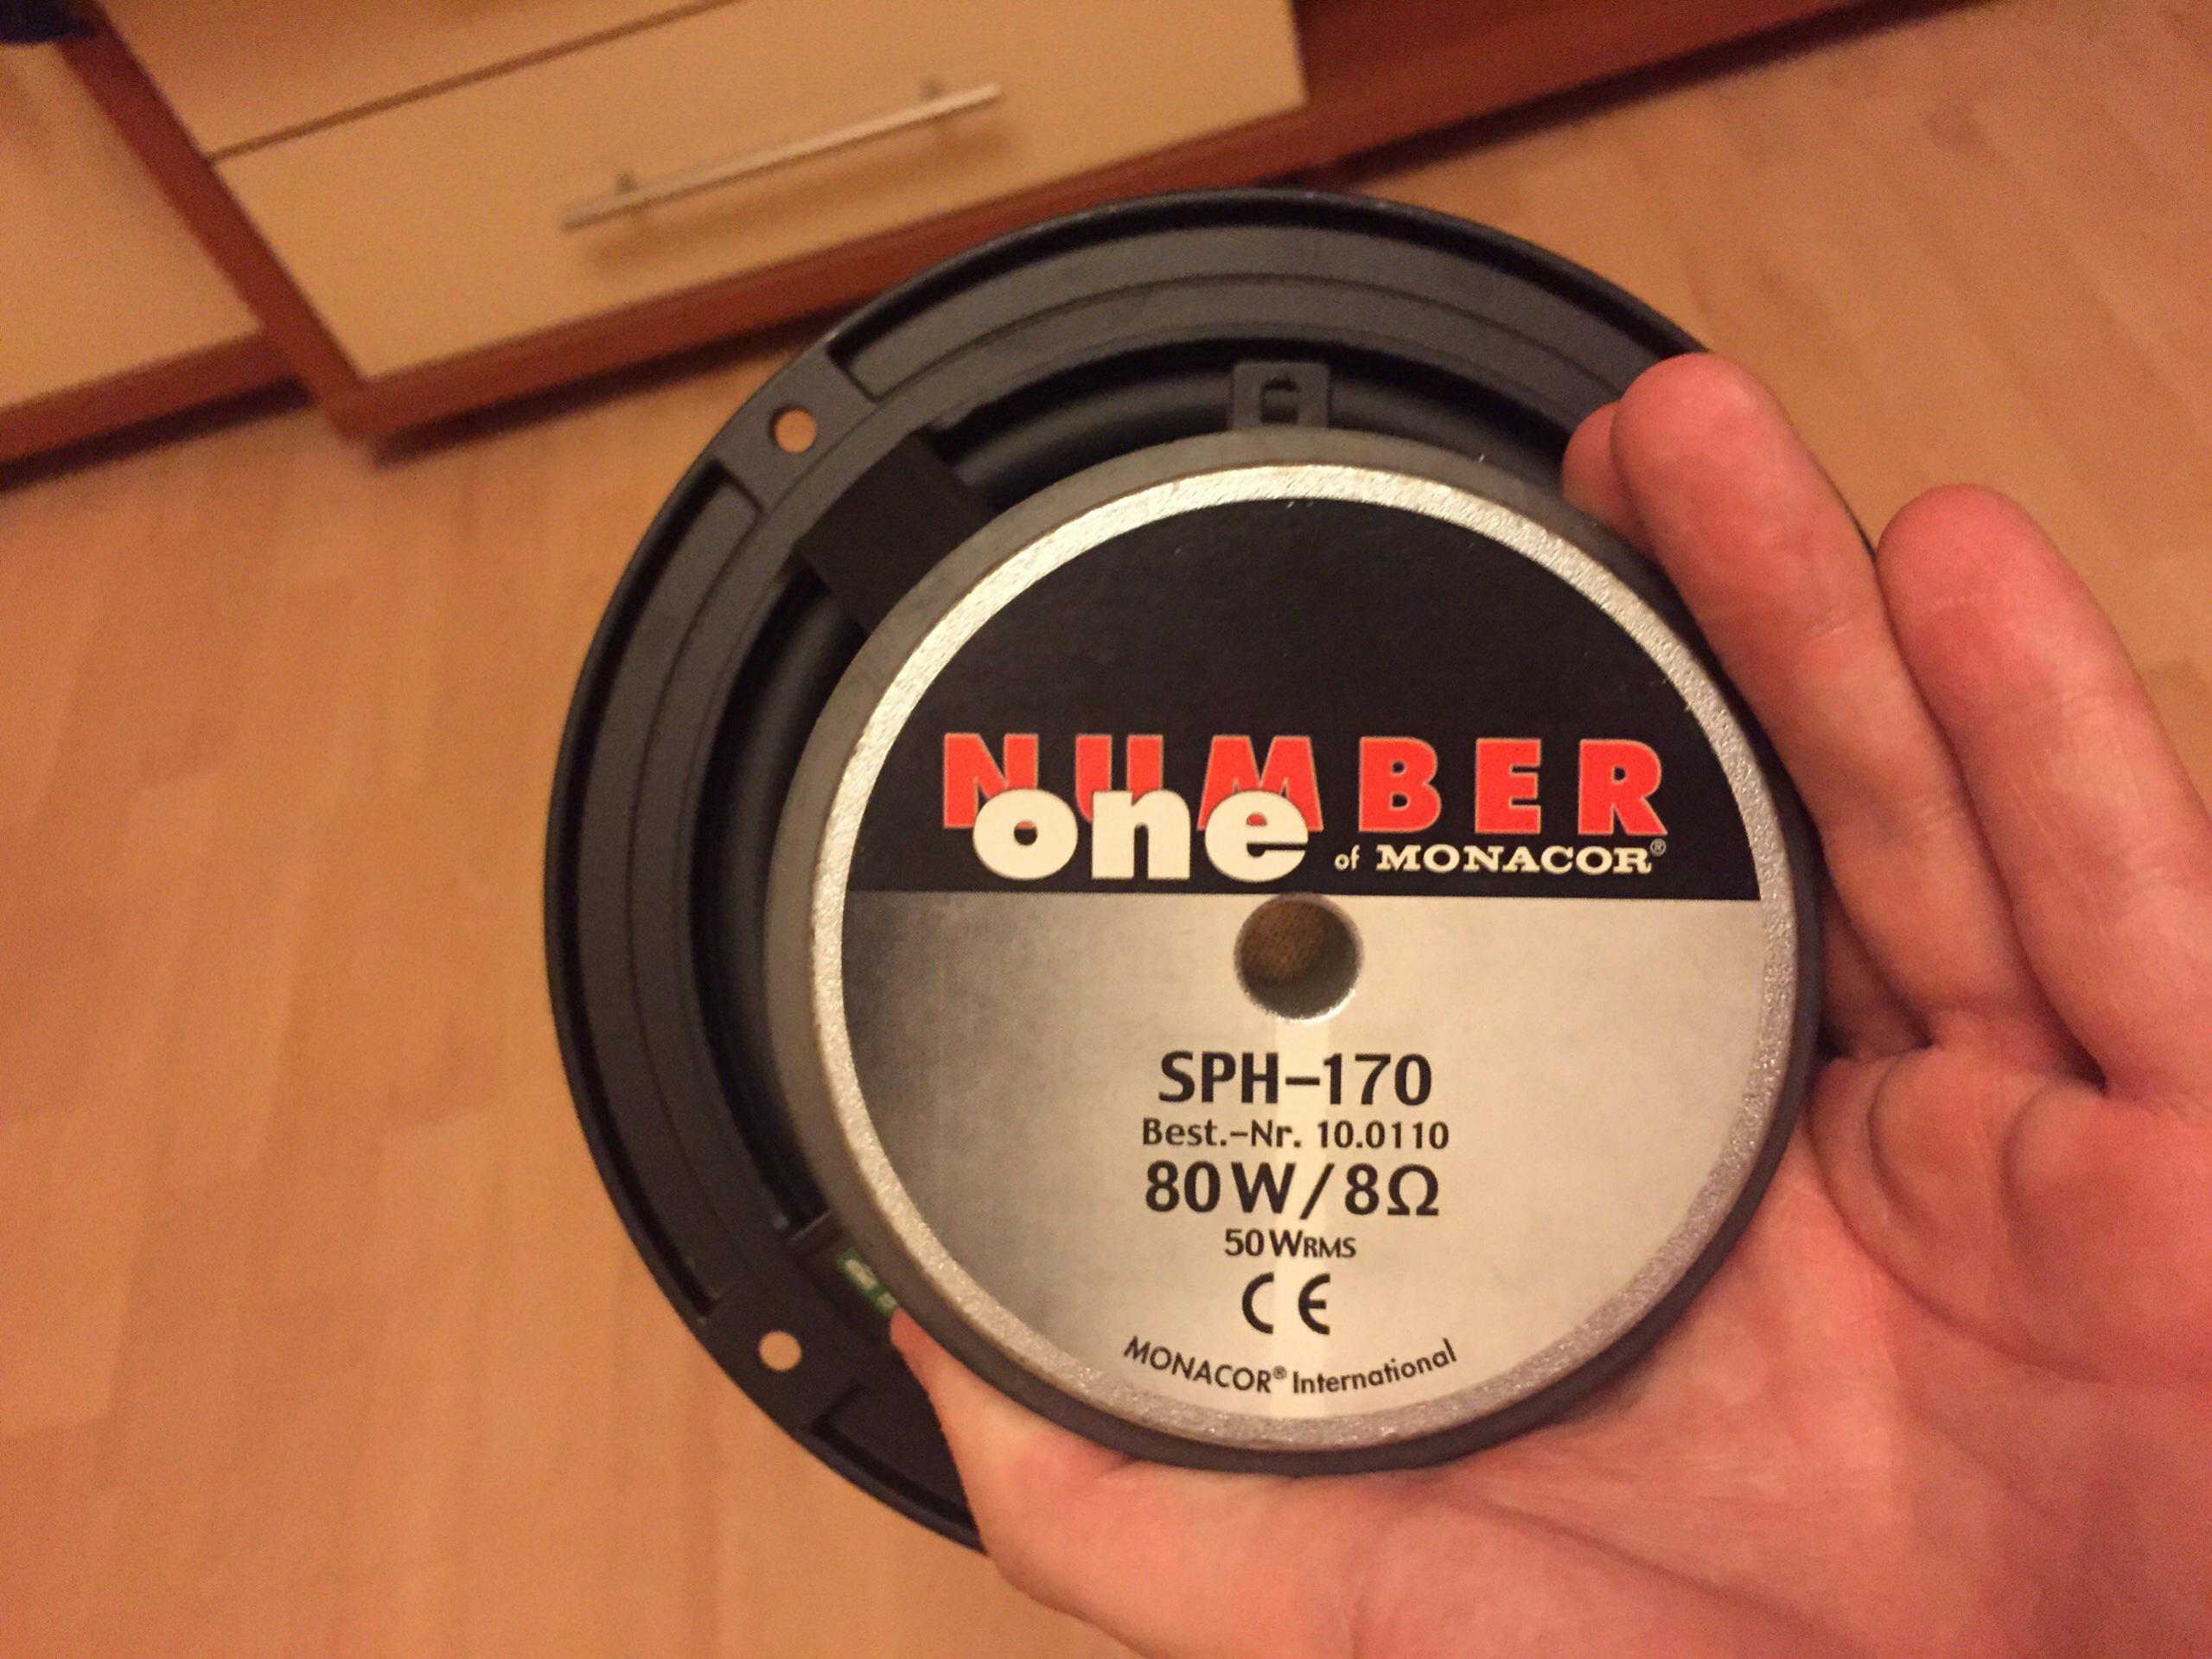 NUMBER
one of MONACOR®
SPH-170
Best.-Nr. 10.0110
80W/8Ω
50WRMS
CE
MONACOR® International